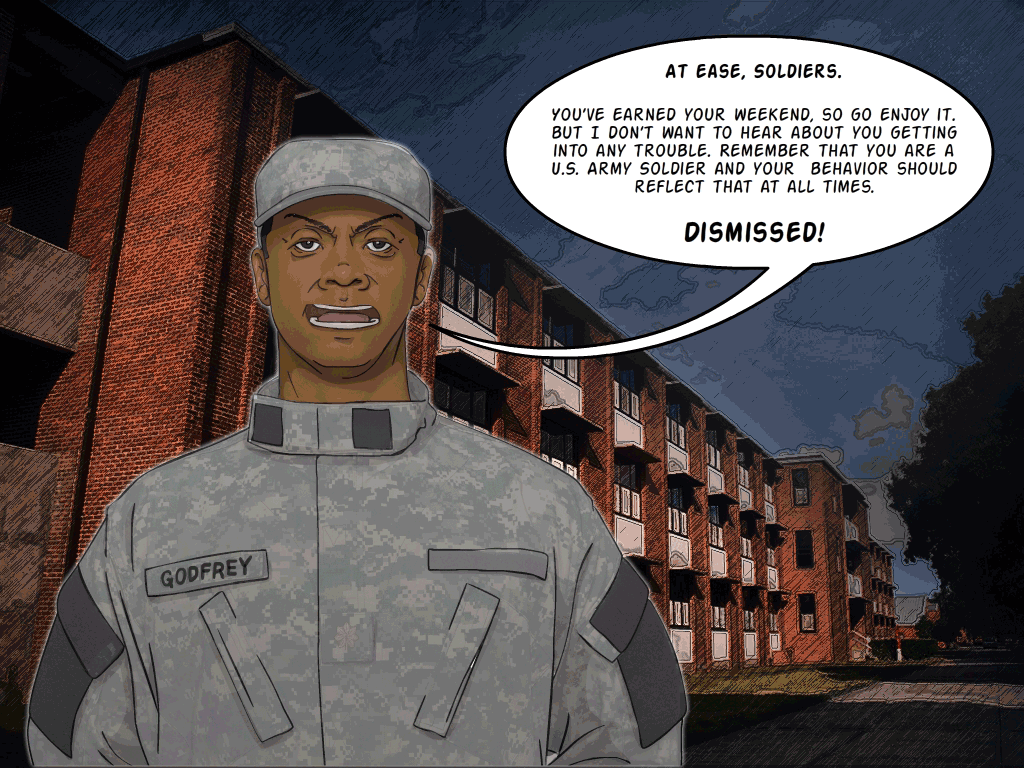 AT EASE, SOLDIERS.
YOU'VE EARNED YOUR WEEKEND, SO GO ENJOY IT.
BUT I DON'T WANT TO HEAR ABOUT YOU GETTING
INTO ANY TROUBLE. REMEMBER THAT YOU ARE A
U.S. ARMY SOLDIER AND YOUR  BEHAVIOR SHOULD
REFLECT THAT AT ALL TIMES.
DISMISSED!
GODFREY